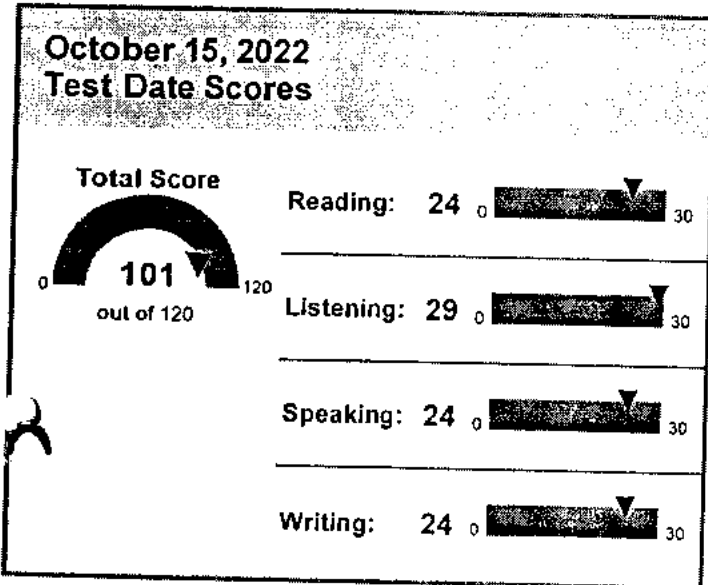 October 15, 2022
Test Date Scores
Total Score
0 101 120
out of 120
Reading: 24 0 30
Listening: 29 0 30
Speaking: 24 0 30
Writing: 24 0 30